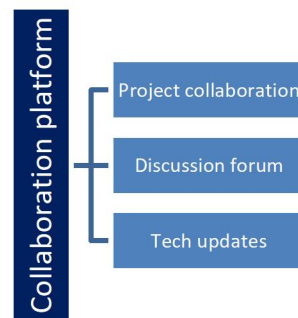 Collaboration platform
Project collaboration
Discussion forum
Tech updates